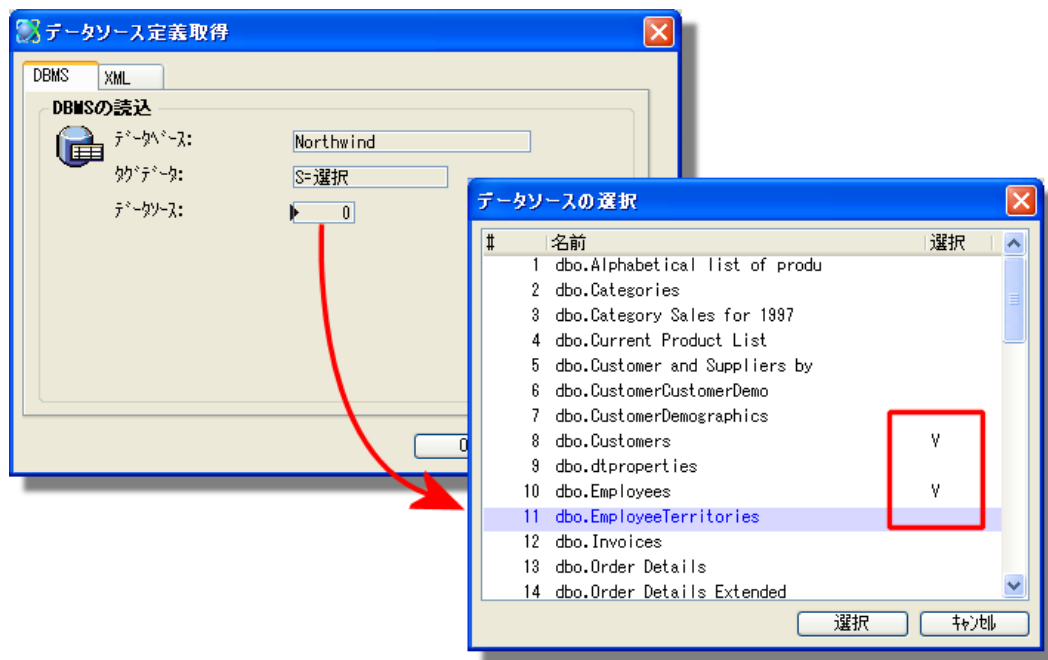 データソース定義取得
DBMS
XML
DBMSの読込
ﾃﾞｰﾀﾍﾞｰｽ:
Northwind
ﾀｸﾞﾃﾞｰﾀ:
S=選択
ﾃﾞｰﾀｿｰｽ:
0
データソースの選択
# 名前 選択
1 dbo.Alphabetical list of produ
2 dbo.Categories
3 dbo.Category Sales for 1997
4 dbo.Current Product List
5 dbo.Customer and Suppliers by
6 dbo.CustomerCustomerDemo
7 dbo.CustomerDemographics
8 dbo.Customers V
9 dbo.dtproperties
10 dbo.Employees V
11 dbo.EmployeeTerritories
12 dbo.Invoices
13 dbo.Order Details
14 dbo.Order Details Extended
選択
ｷｬﾝｾﾙ